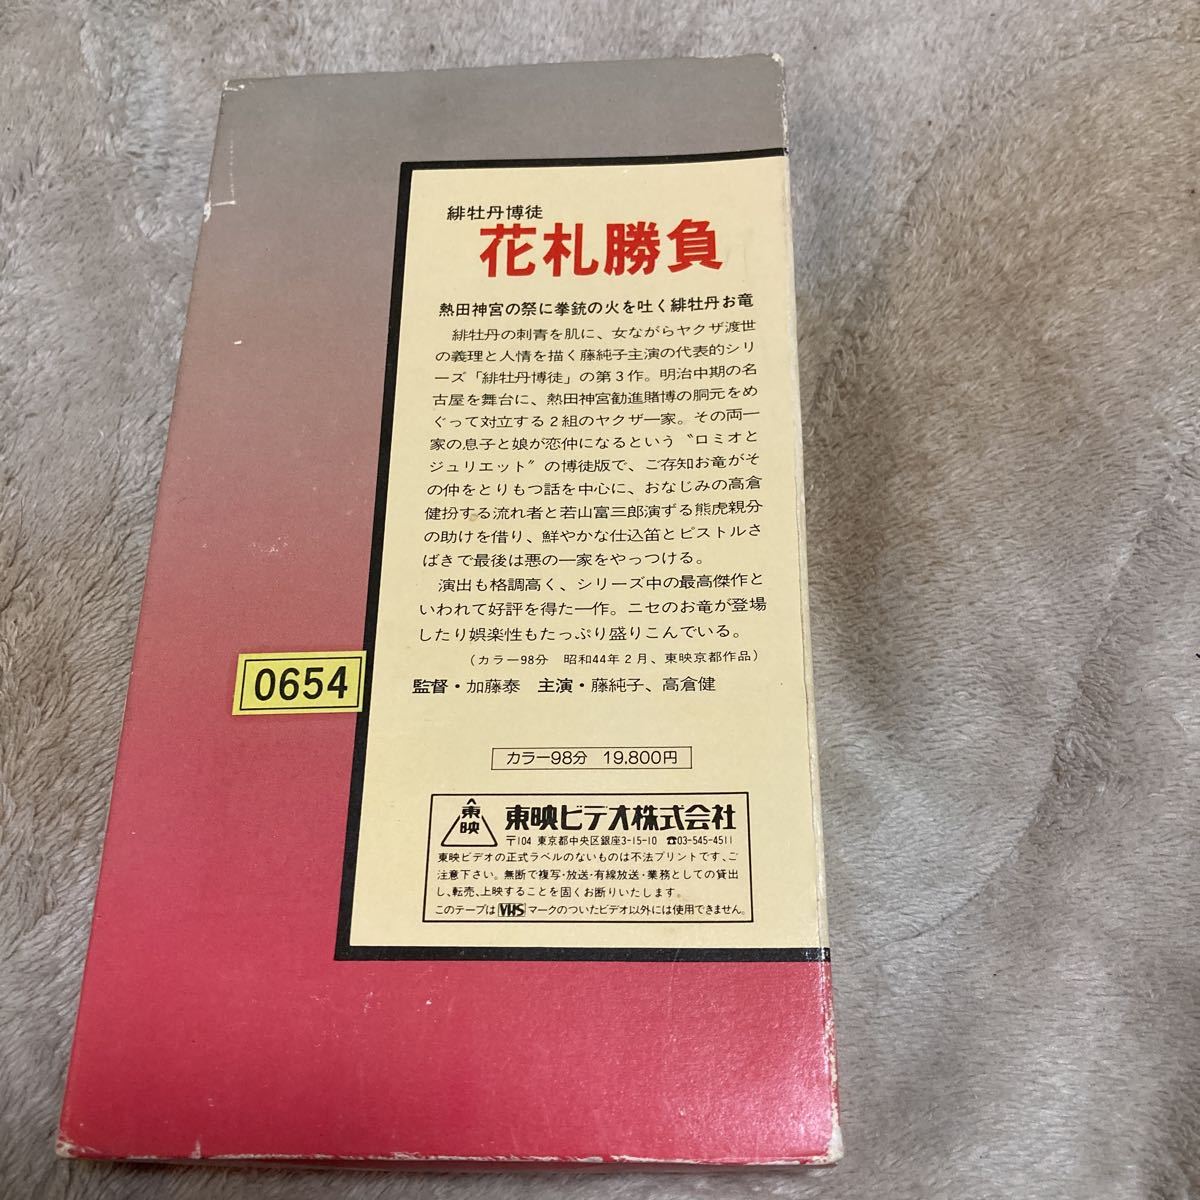 緋牡丹博徒
花札勝負
熱田神宮の祭に拳銃の火を吐く緋牡丹お竜
緋牡丹の刺青を肌に、女ながらヤクザ渡世
の義理と人情を描く藤純子主演の代表的シリ
ーズ「緋牡丹博徒」の第3作。明治中期の名
古屋を舞台に、熱田神宮勧進賭博の胴元をめ
ぐって対立する2組のヤクザ一家。その両一
家の息子と娘が恋仲になるという〝ロミオと
ジュリエット〟の博徒版で、ご存知お竜がそ
の仲をとりもつ話を中心に、おなじみの高倉
健扮する流れ者と若山富三郎演ずる熊虎親分
の助けを借り、鮮やかな仕込笛とピストルさ
ばきで最後は悪の一家をやっつける。
演出も格調高く、シリーズ中の最高傑作と
いわれて好評を得た一作。ニセのお竜が登場
したり娯楽性もたっぷり盛りこんでいる。
(カラー98分 昭和44年2月、東映京都作品)
0654
監督・加藤泰 主演・藤純子、高倉健
カラー98分 19,800円
東映 東映ビデオ株式会社
〒104 東京都中央区銀座3-15-10 ☎03-545-4511
東映ビデオの正式ラベルのないものは不法プリントです、ご
注意下さい。無断で複写・放送・有線放送・業務としての貸出
し、転売、上映することを固くお断りいたします。
このテープはVHSマークのついたビデオ以外には使用できません。